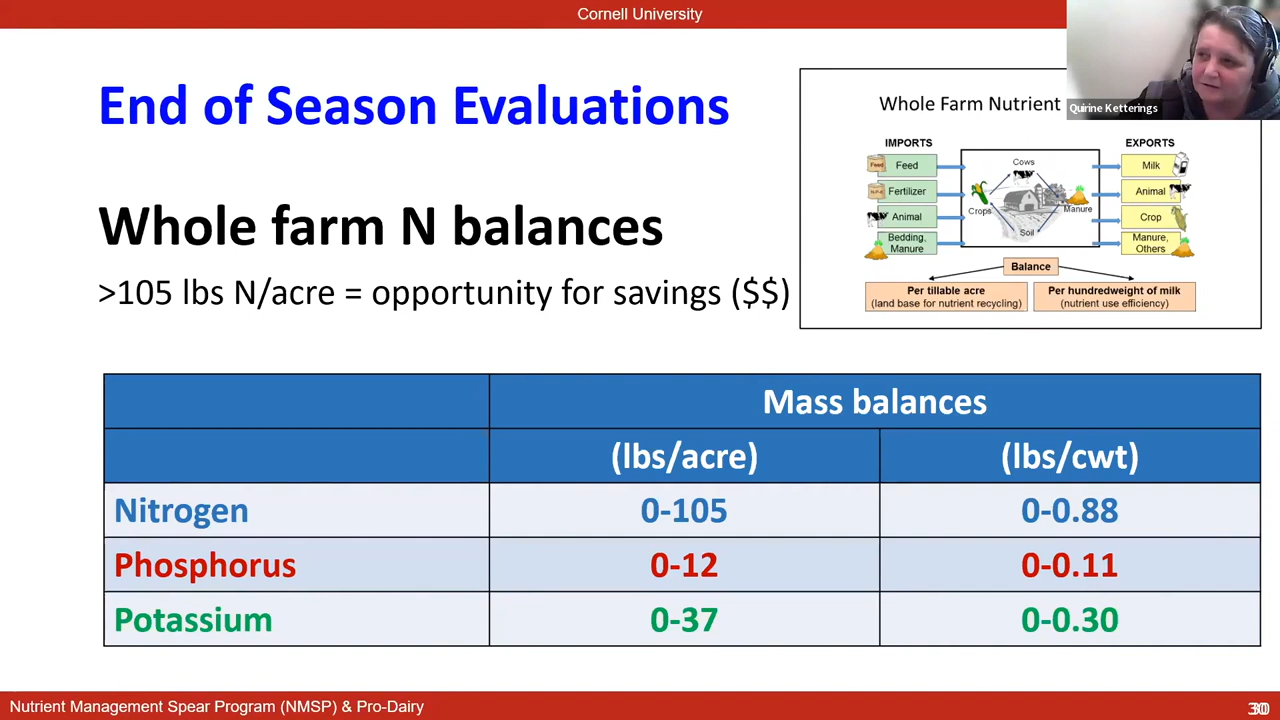 Cornell University
End of Season Evaluations
Whole farm N balances
>105 lbs N/acre = opportunity for savings ($$)
Whole Farm Nutrient
Quirine Ketterings
IMPORTS
EXPORTS
Feed
Feed
Fertilizer
N-P-K
Animal
Bedding,
Manure
Cows
Crops
Manure
Soil
Milk
Animal
Crop
Manure,
Others
Balance
Per tillable acre
(land base for nutrient recycling)
Per hundredweight of milk
(nutrient use efficiency)
Mass balances
(lbs/acre) (lbs/cwt)
Nitrogen 0-105 0-0.88
Phosphorus 0-12 0-0.11
Potassium 0-37 0-0.30
Nutrient Management Spear Program (NMSP) & Pro-Dairy